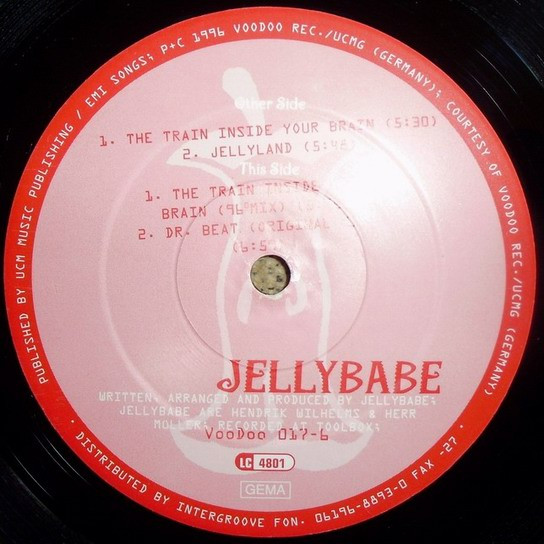 PUBLISHED BY UCM MUSIC PUBLISHING / EMI SONGS; P+C 1996 VOODOO REC./UCMG (GERMANY); COURTESY OF VOODOO REC./UCMG (GERMANY)
Other Side
1. THE TRAIN INSIDE YOUR BRAIN (5:30)
2. JELLYLAND (5:48)
This Side
1. THE TRAIN INSIDE
BRAIN (96°MIX)
2. DR. BEAT (ORIGINAL
JELLYBABE
WRITTEN, ARRANGED AND PRODUCED BY JELLYBABE;
JELLYBABE ARE HENDRIK WILHELMS & HERR
MÜLLER; RECORDED AT TOOLBOX;
VooDoo 017-6
LC 4801
GEMA
· DISTRIBUTED BY INTERGROOVE FON. 06196-8893-0 FAX -27 ·